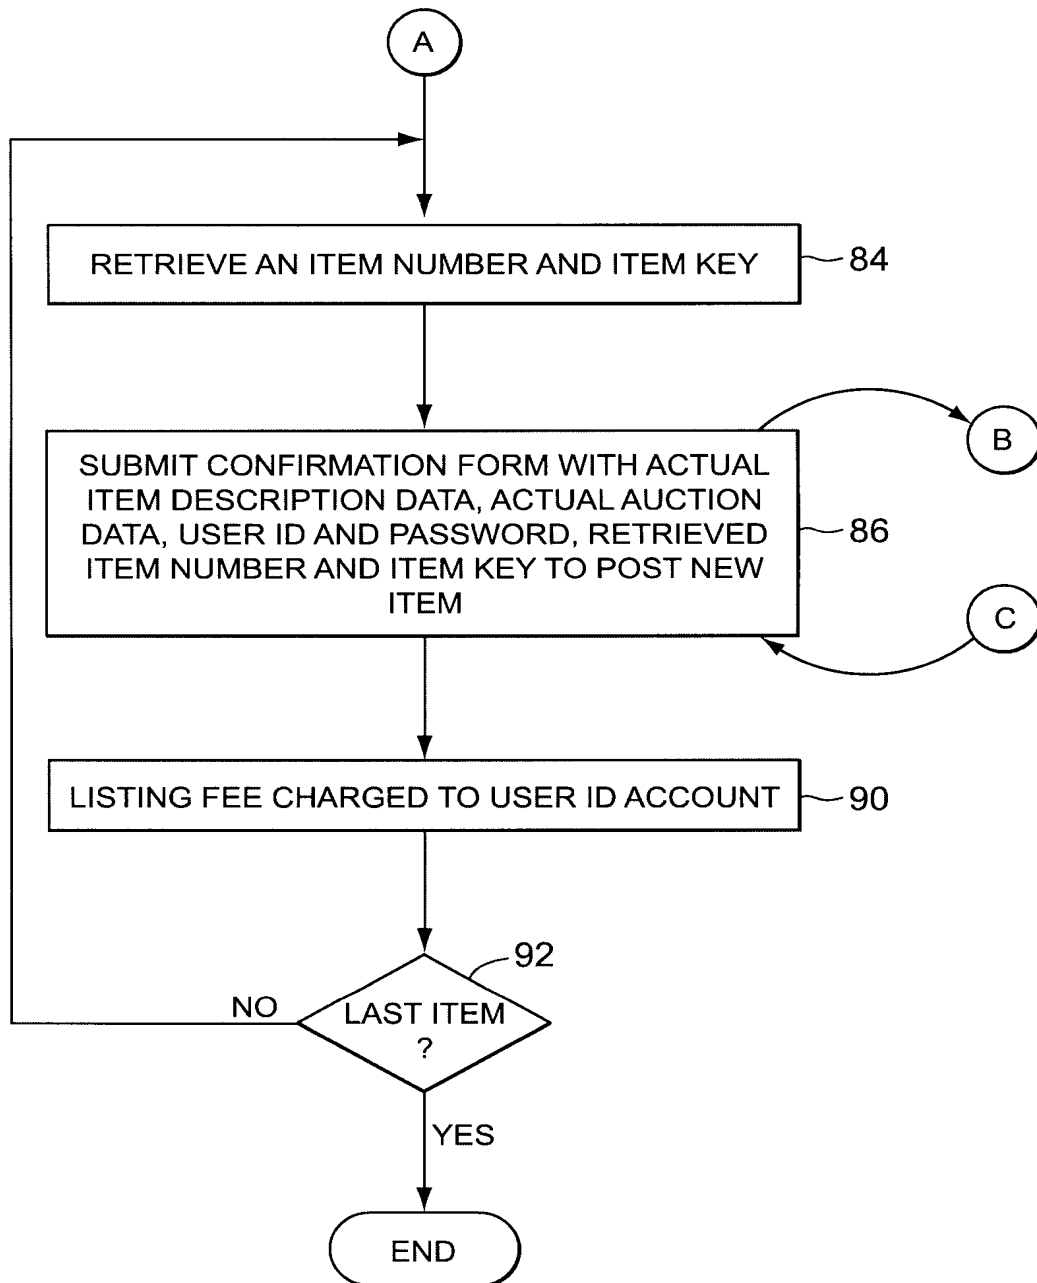 A
RETRIEVE AN ITEM NUMBER AND ITEM KEY
84
B
SUBMIT CONFIRMATION FORM WITH ACTUAL
ITEM DESCRIPTION DATA, ACTUAL AUCTION
DATA, USER ID AND PASSWORD, RETRIEVED
ITEM NUMBER AND ITEM KEY TO POST NEW
ITEM
86
C
LISTING FEE CHARGED TO USER ID ACCOUNT
90
92
NO
LAST ITEM
?
YES
END